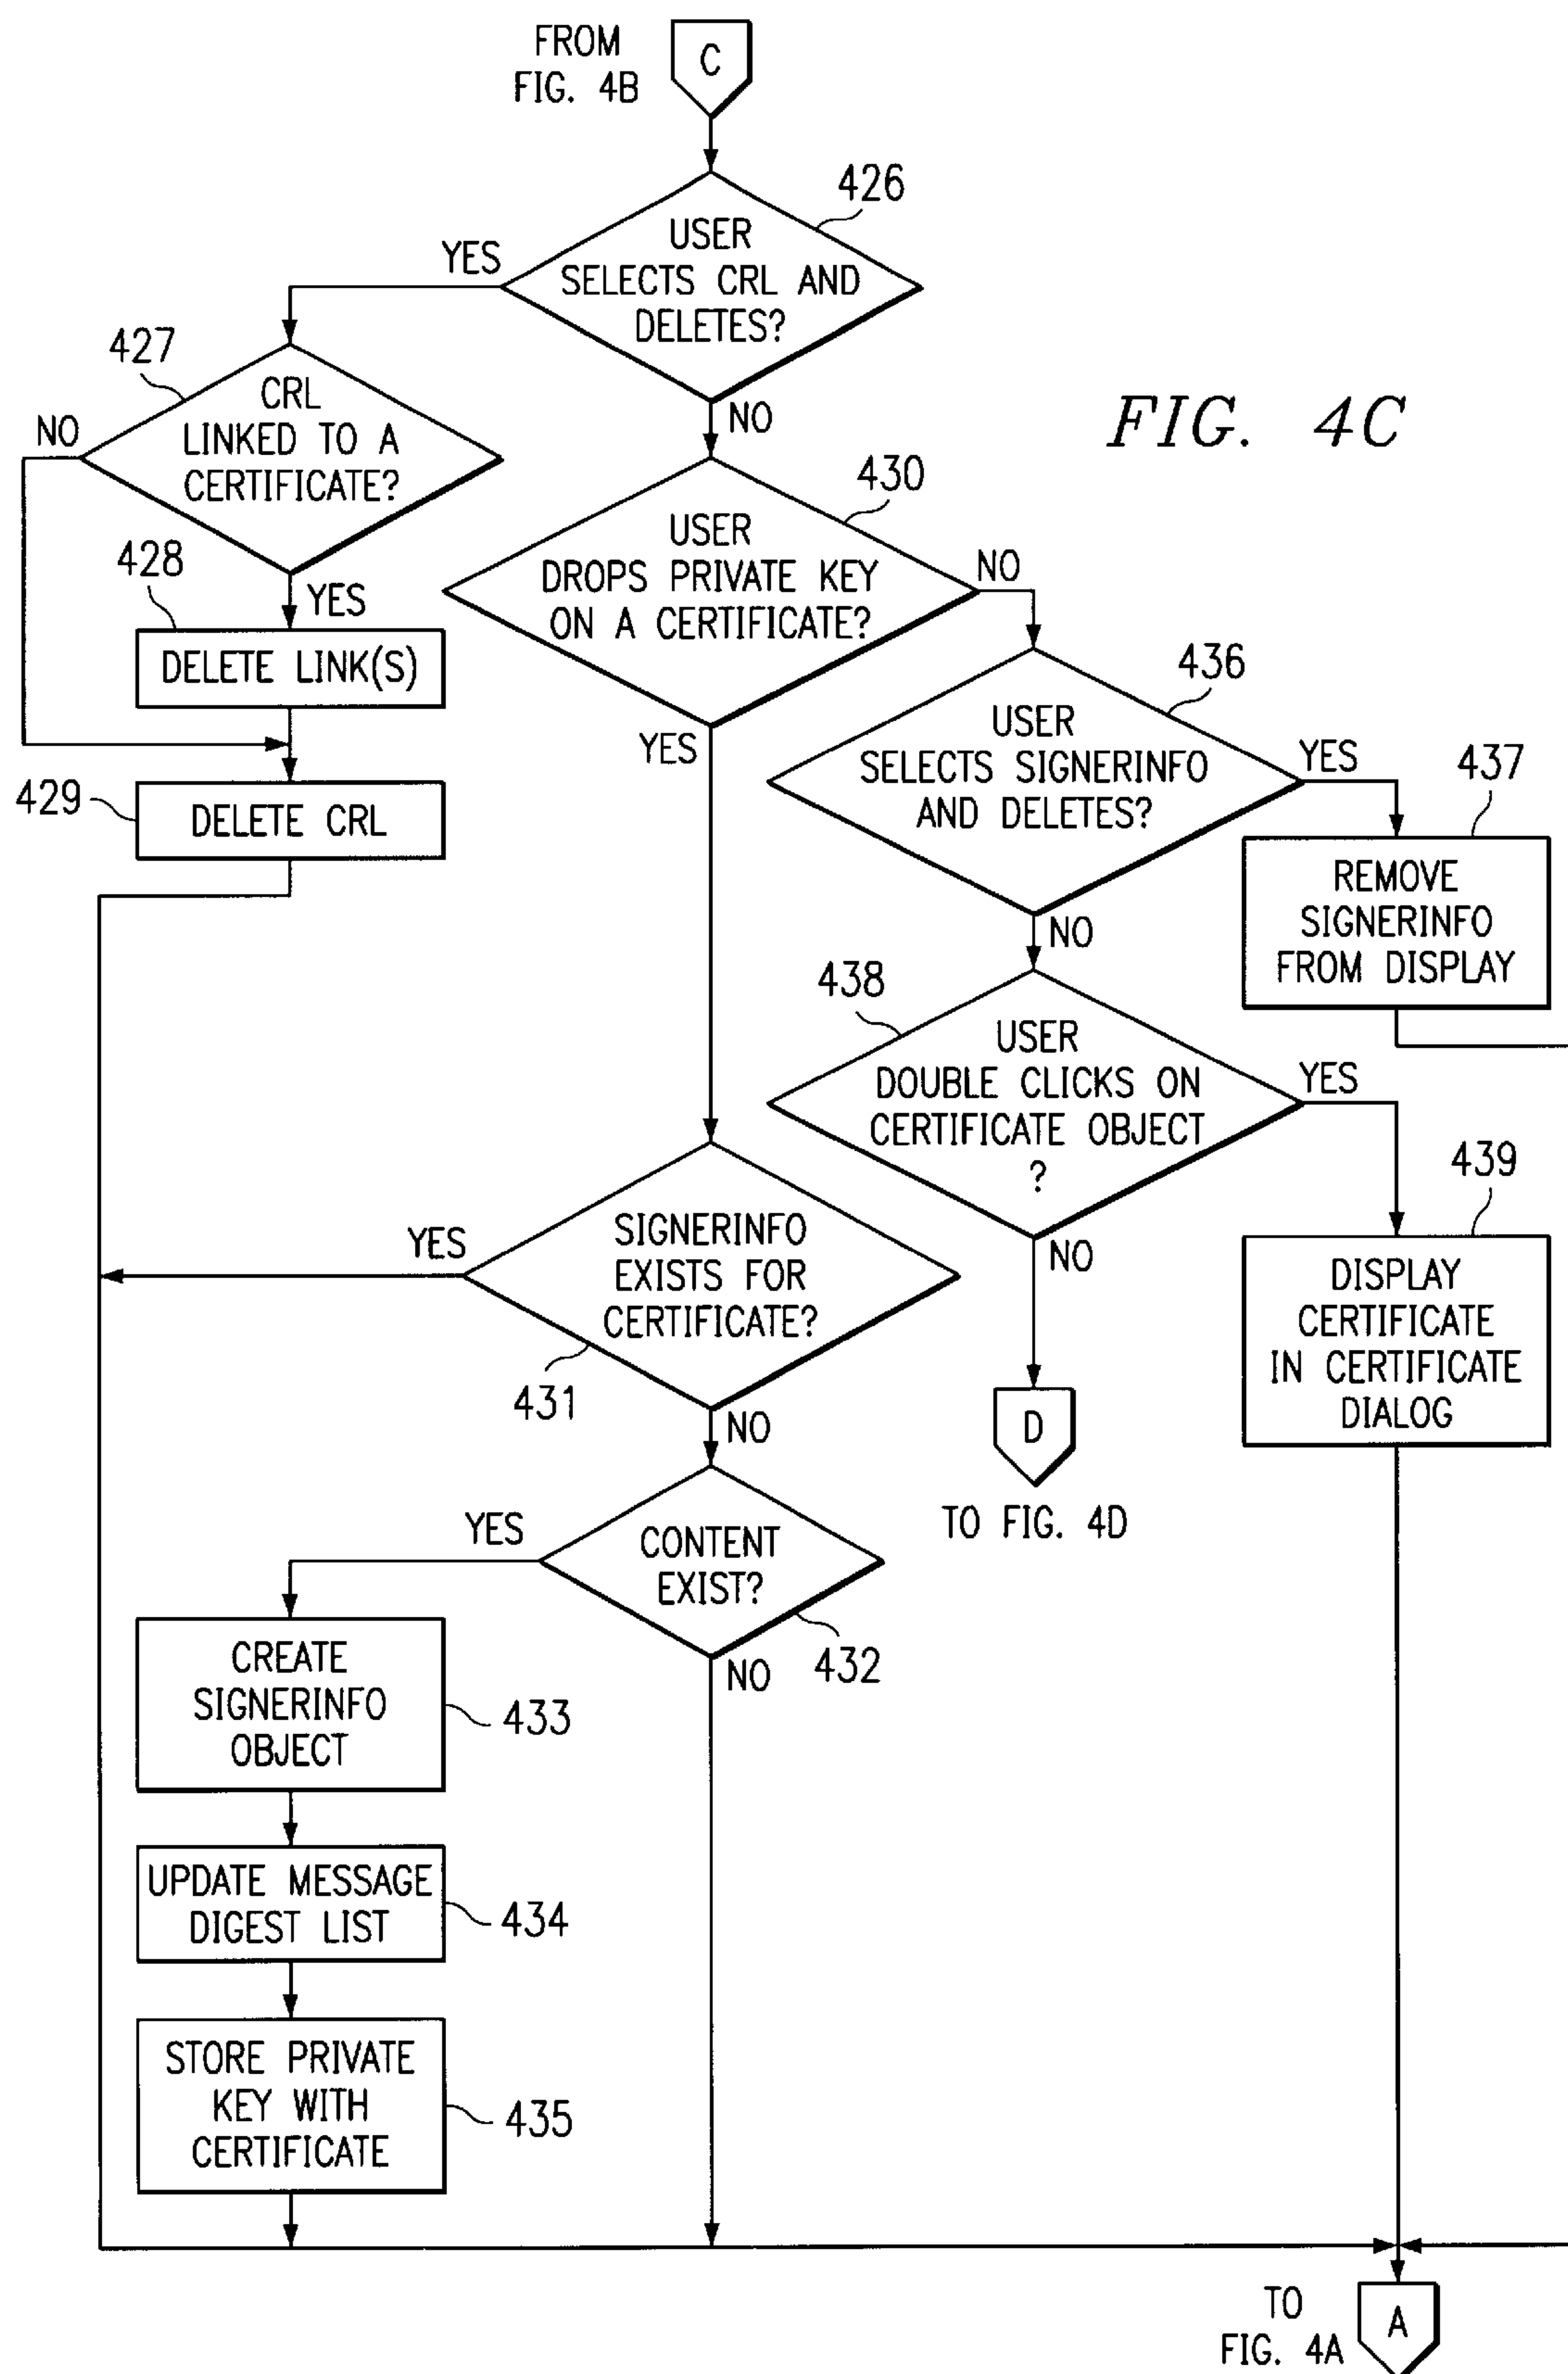 FROM
FIG. 4B
C
426
USER
SELECTS CRL AND
DELETES?
YES
NO
427
CRL
LINKED TO A
CERTIFICATE?
NO
YES
FIG. 4C
428
DELETE LINK(S)
429
DELETE CRL
430
USER
DROPS PRIVATE KEY
ON A CERTIFICATE?
NO
YES
436
USER
SELECTS SIGNERINFO
AND DELETES?
YES
NO
437
REMOVE
SIGNERINFO
FROM DISPLAY
438
USER
DOUBLE CLICKS ON
CERTIFICATE OBJECT
?
YES
NO
439
DISPLAY
CERTIFICATE
IN CERTIFICATE
DIALOG
D
TO FIG. 4D
YES
SIGNERINFO
EXISTS FOR
CERTIFICATE?
431
NO
YES
CONTENT
EXIST?
432
NO
CREATE
SIGNERINFO
OBJECT
433
UPDATE MESSAGE
DIGEST LIST
434
STORE PRIVATE
KEY WITH
CERTIFICATE
435
TO
FIG. 4A
A